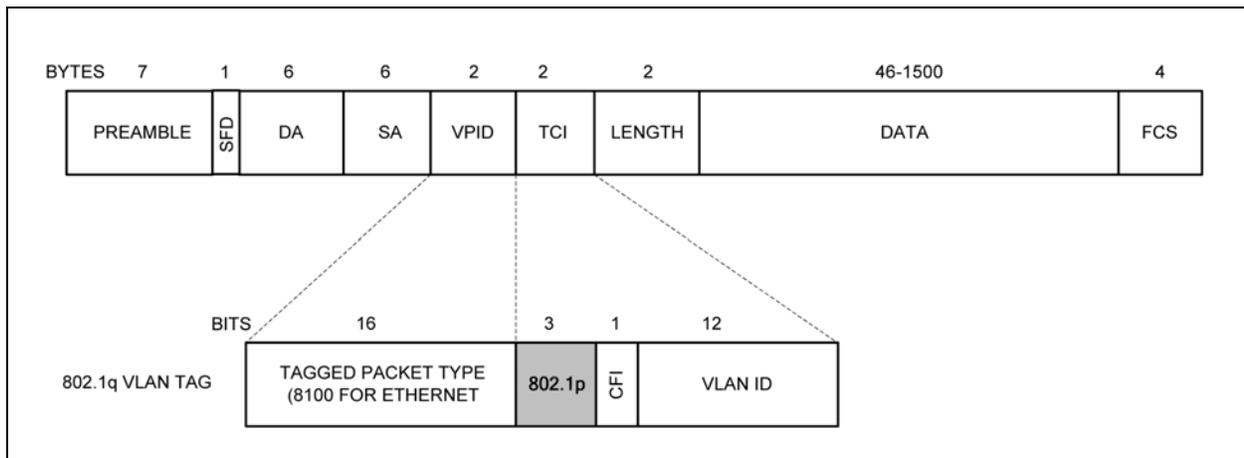 BYTES 7 1 6 6 2 2 2 46-1500 4
PREAMBLE SFD DA SA VPID TCI LENGTH DATA FCS
BITS 16 3 1 12
802.1q VLAN TAG TAGGED PACKET TYPE 802.1p CFI VLAN ID
(8100 FOR ETHERNET